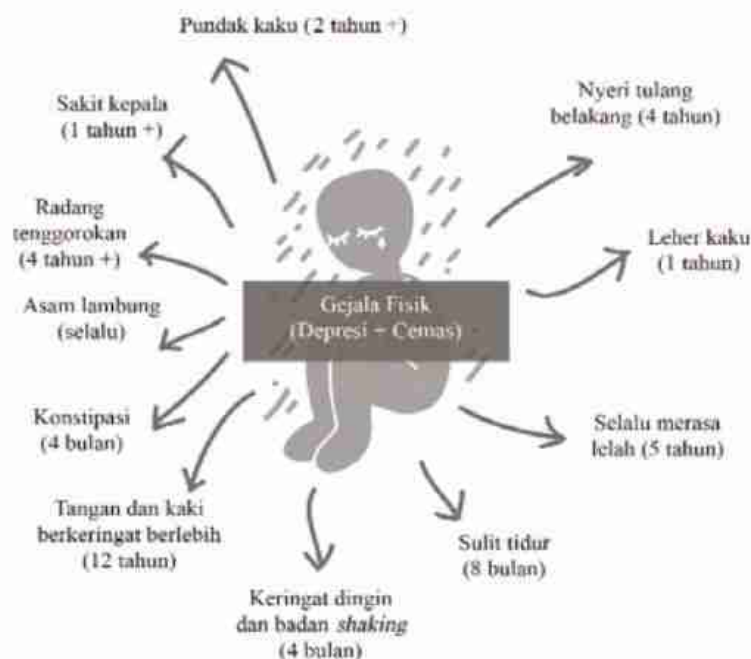 Pundak kaku (2 tahun +)
Sakit kepala
(1 tahun +)
Nyeri tulang
belakang (4 tahun)
Radang
tenggorokan
(4 tahun +)
Leher kaku
(1 tahun)
Asam lambung
(selalu)
Gejala Fisik
(Depresi + Cemas)
Konstipasi
(4 bulan)
Selalu merasa
lelah (5 tahun)
Tangan dan kaki
berkeringat berlebih
(12 tahun)
Sulit tidur
(8 bulan)
Keringat dingin
dan badan shaking
(4 bulan)